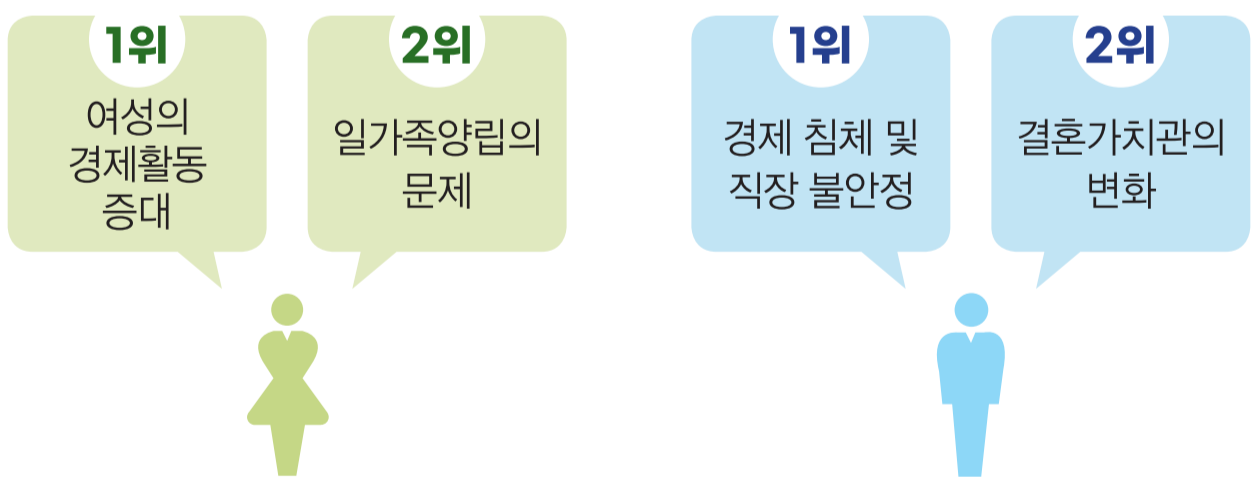 1위
여성의
경제활동
증대
2위
일가족양립의
문제
1위
경제 침체 및
직장 불안정
2위
결혼가치관의
변화